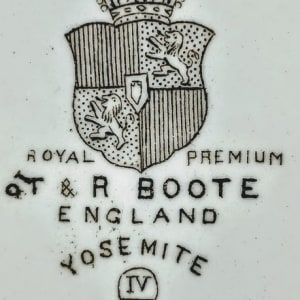 ROYAL PREMIUM
T & R BOOTE
ENGLAND
YOSEMITE
IV